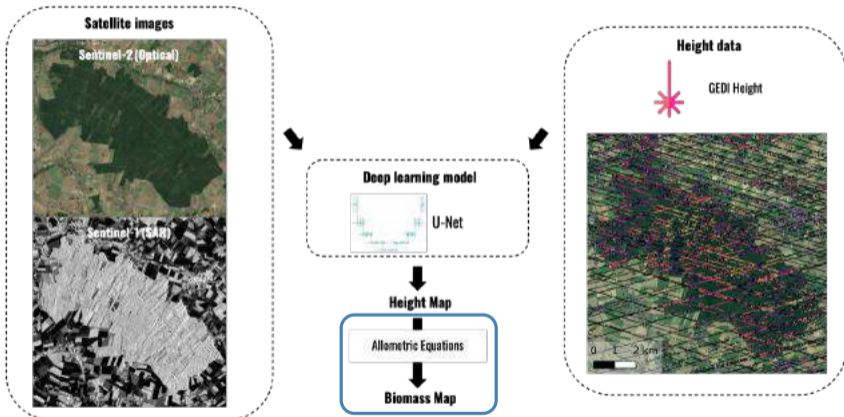 Satellite images
Sentinel-2 (Optical)
Sentinel-1 (SAR)
Height data
GEDI Height
0 1 2 km
Deep learning model
U-Net
Height Map
Allometric Equations
Biomass Map